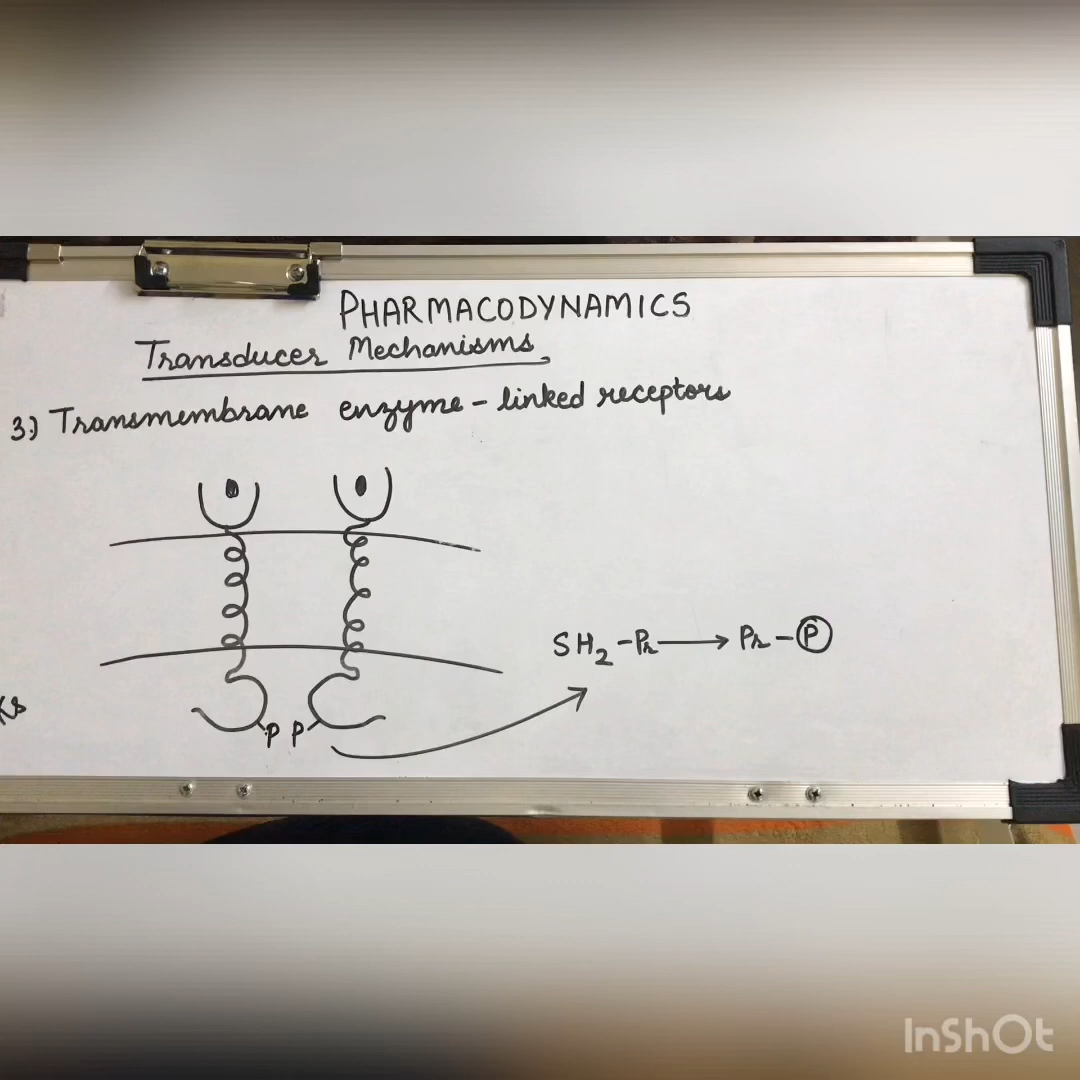 PHARMACODYNAMICS
Transducer Mechanisms
3:) Transmembrane enzyme - linked receptors
SH2 -Pr → Pr - P
P P
InShOt